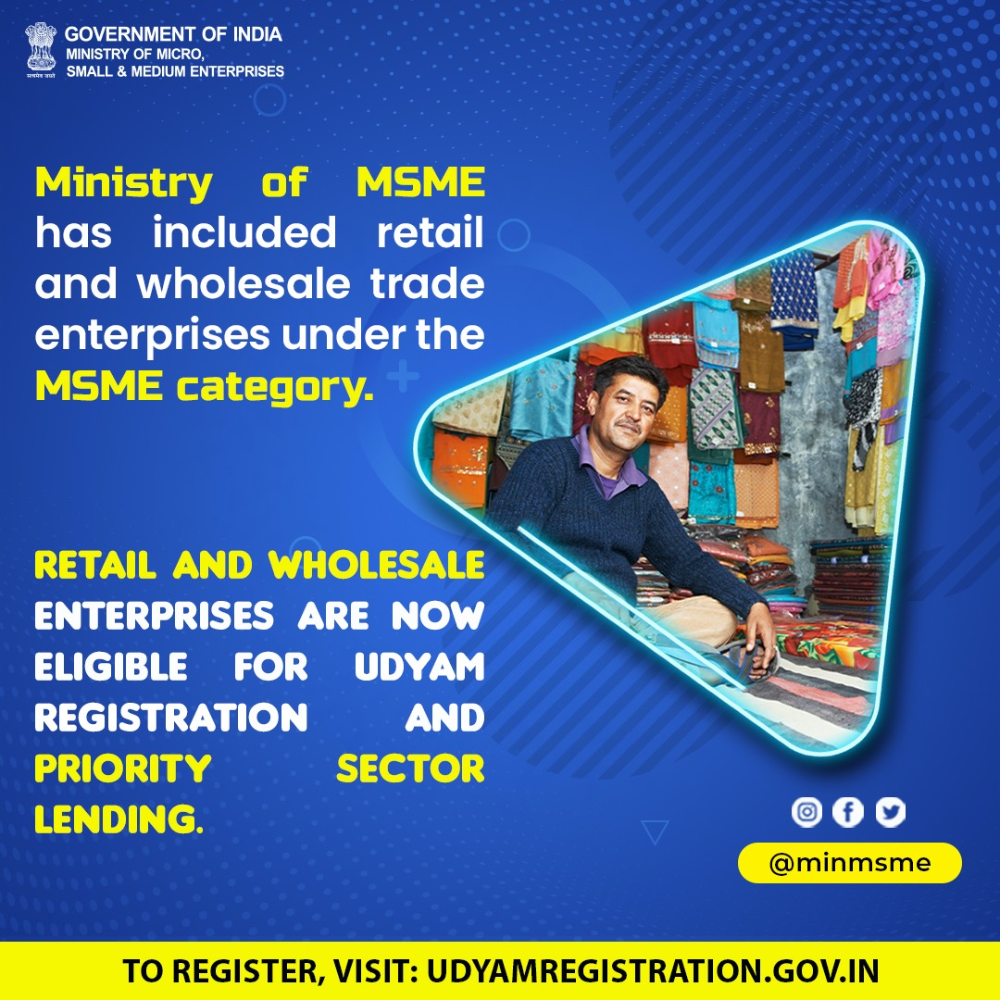 GOVERNMENT OF INDIA
MINISTRY OF MICRO,
SMALL & MEDIUM ENTERPRISES
सत्यमेव जयते
Ministry of MSME
has included retail
and wholesale trade
enterprises under the
MSME category.
RETAIL AND WHOLESALE
ENTERPRISES ARE NOW
ELIGIBLE FOR UDYAM
REGISTRATION AND
PRIORITY SECTOR
LENDING.
@minmsme
TO REGISTER, VISIT: UDYAMREGISTRATION.GOV.IN